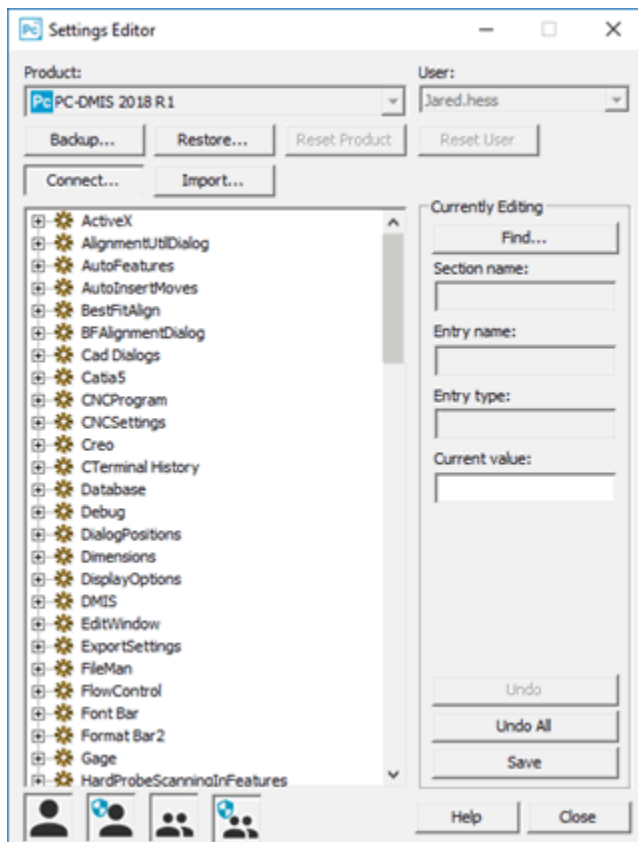 Pc Settings Editor
Product:
User:
Pc PC-DMIS 2018 R1
Jared.hess
Backup... Restore... Reset Product Reset User
Connect... Import...
ActiveX
AlignmentUtilDialog
AutoFeatures
AutoInsertMoves
BestFitAlign
BFAlignmentDialog
Cad Dialogs
Catia5
CNCProgram
CNCSettings
Creo
CTerminal History
Database
Debug
DialogPositions
Dimensions
DisplayOptions
DMIS
EditWindow
ExportSettings
FileMan
FlowControl
Font Bar
Format Bar2
Gage
HardProbeScanningInFeatures
Currently Editing
Find...
Section name:
Entry name:
Entry type:
Current value:
Undo
Undo All
Save
Help Close